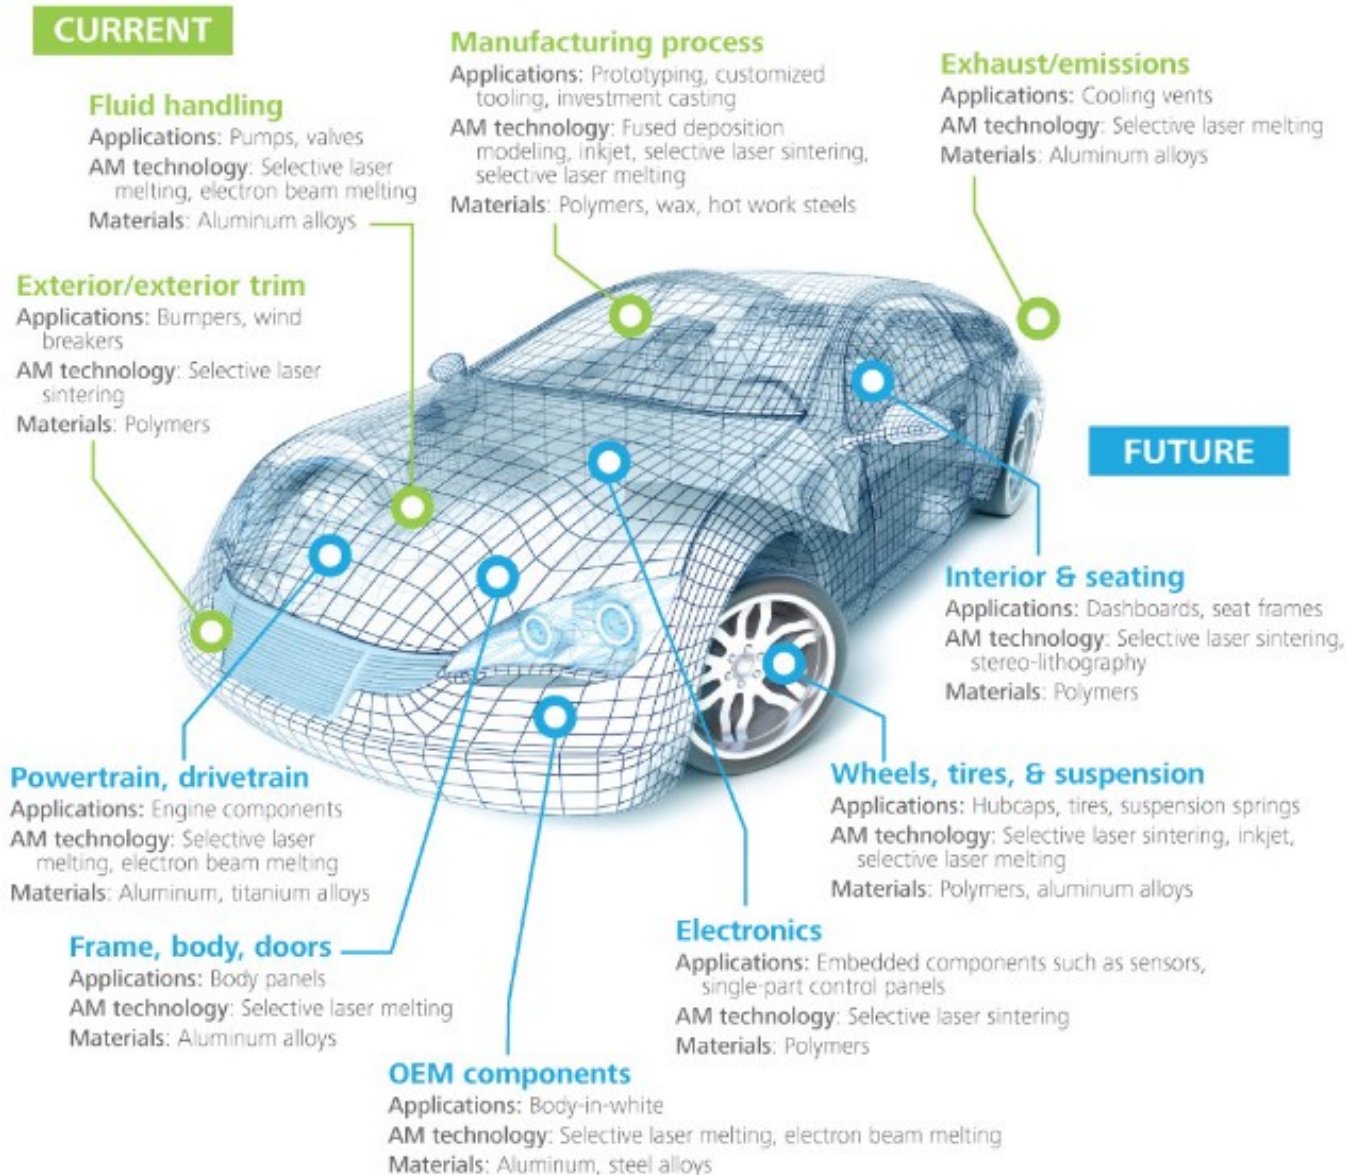 CURRENT
Fluid handling
Applications: Pumps, valves
AM technology: Selective laser
melting, electron beam melting
Materials: Aluminum alloys
Manufacturing process
Applications: Prototyping, customized
tooling, investment casting
AM technology: Fused deposition
modeling, inkjet, selective laser sintering,
selective laser melting
Materials: Polymers, wax, hot work steels
Exhaust/emissions
Applications: Cooling vents
AM technology: Selective laser melting
Materials: Aluminum alloys
Exterior/exterior trim
Applications: Bumpers, wind
breakers
AM technology: Selective laser
sintering
Materials: Polymers
FUTURE
Interior & seating
Applications: Dashboards, seat frames
AM technology: Selective laser sintering,
stereo-lithography
Materials: Polymers
Powertrain, drivetrain
Applications: Engine components
AM technology: Selective laser
melting, electron beam melting
Materials: Aluminum, titanium alloys
Wheels, tires, & suspension
Applications: Hubcaps, tires, suspension springs
AM technology: Selective laser sintering, inkjet,
selective laser melting
Materials: Polymers, aluminum alloys
Frame, body, doors
Applications: Body panels
AM technology: Selective laser melting
Materials: Aluminum alloys
Electronics
Applications: Embedded components such as sensors,
single-part control panels
AM technology: Selective laser sintering
Materials: Polymers
OEM components
Applications: Body-in-white
AM technology: Selective laser melting, electron beam melting
Materials: Aluminum, steel alloys